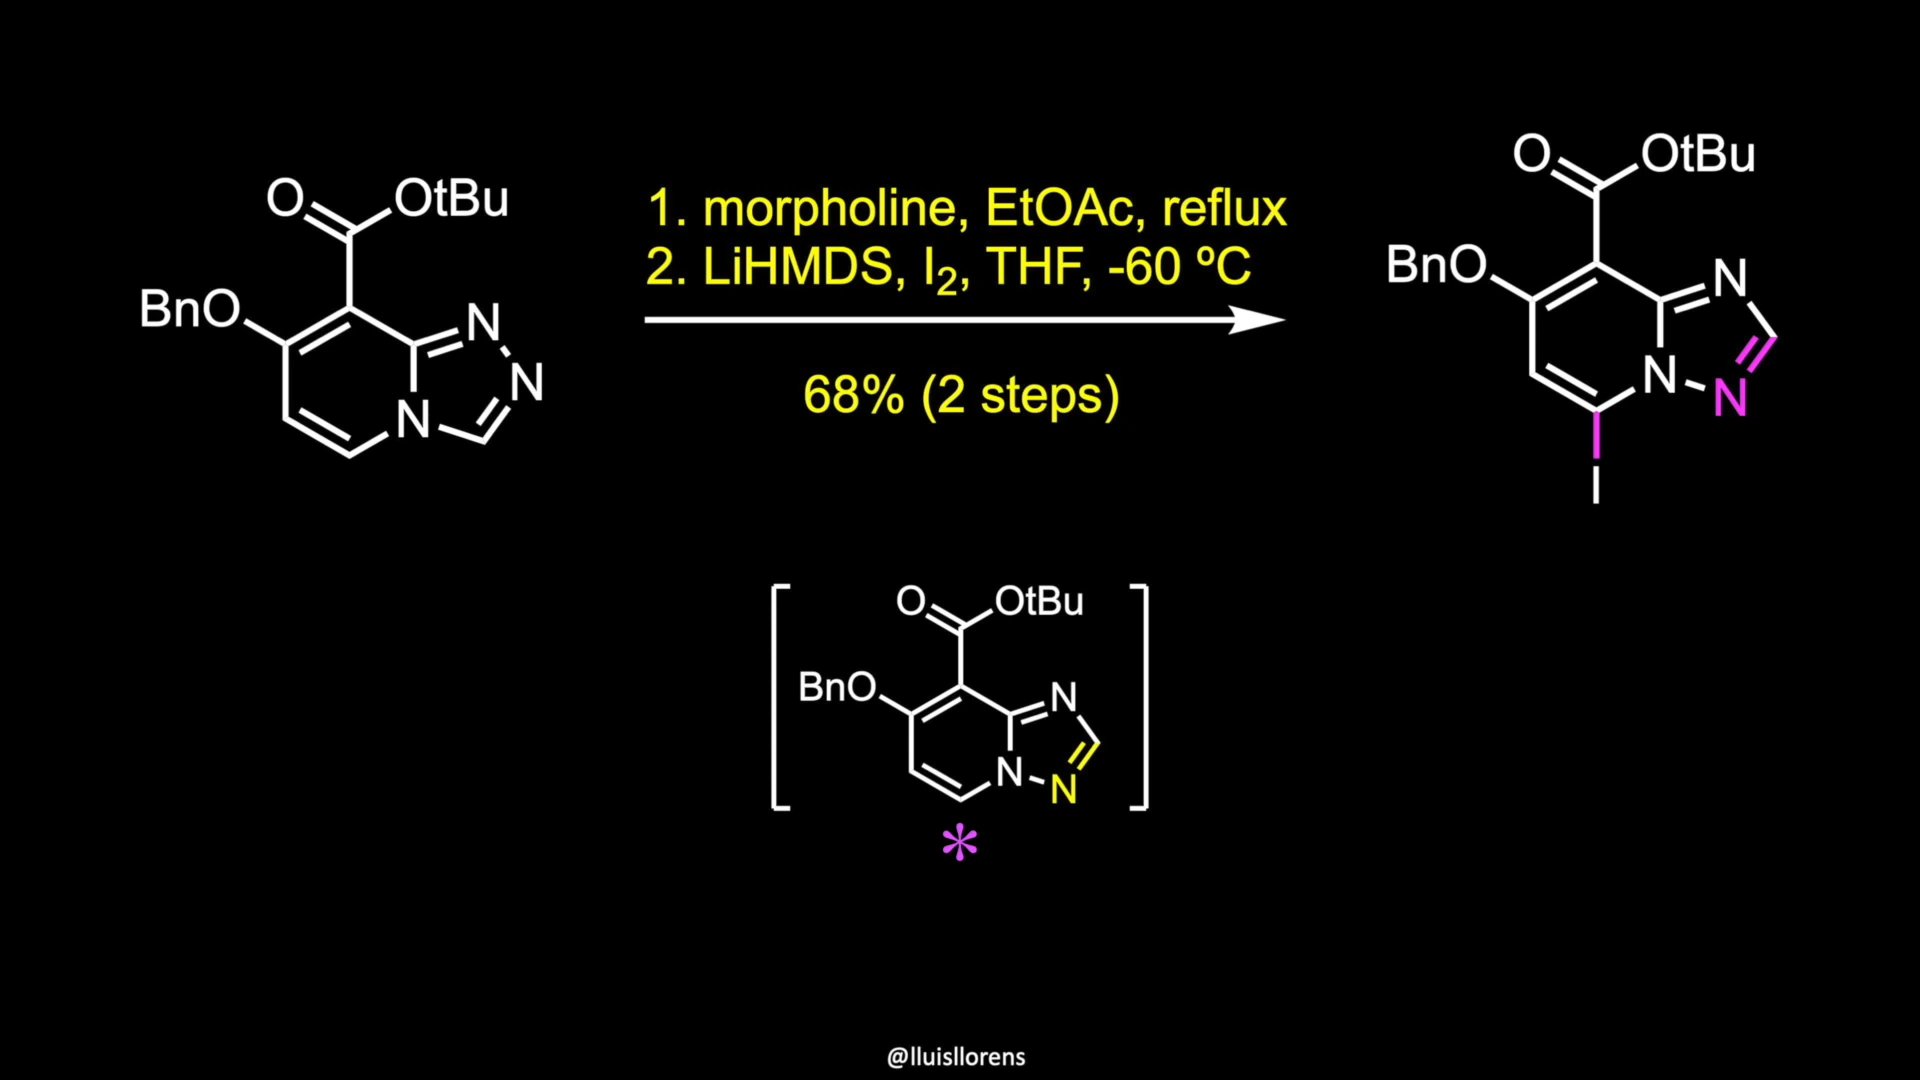 O OtBu
BnO
N
N
N
1. morpholine, EtOAc, reflux
2. LiHMDS, I₂, THF, -60 ºC
68% (2 steps)
O OtBu
BnO
N
N
N
I
O OtBu
BnO
N
N
N
*
@lluisllorens